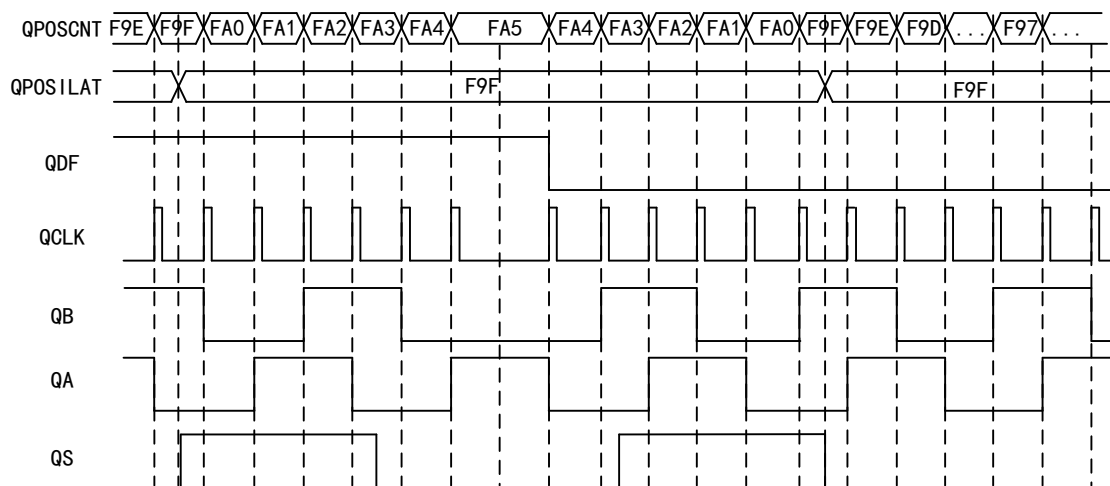 QPOSCNT F9E F9F FA0 FA1 FA2 FA3 FA4 FA5 FA4 FA3 FA2 FA1 FA0 F9F F9E F9D ... F97 ...
QPOSILAT F9F F9F
QDF
QCLK
QB
QA
QS